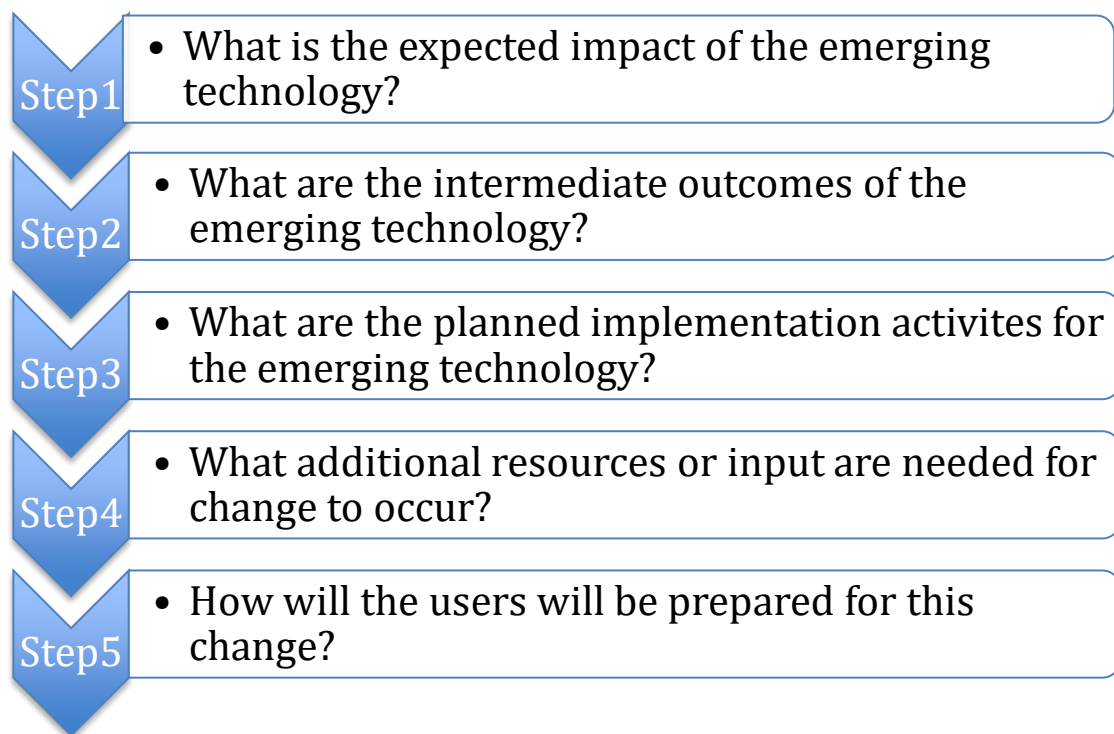 Step1
• What is the expected impact of the emerging
technology?
Step2
• What are the intermediate outcomes of the
emerging technology?
Step3
• What are the planned implementation activites for
the emerging technology?
Step4
• What additional resources or input are needed for
change to occur?
Step5
• How will the users will be prepared for this
change?